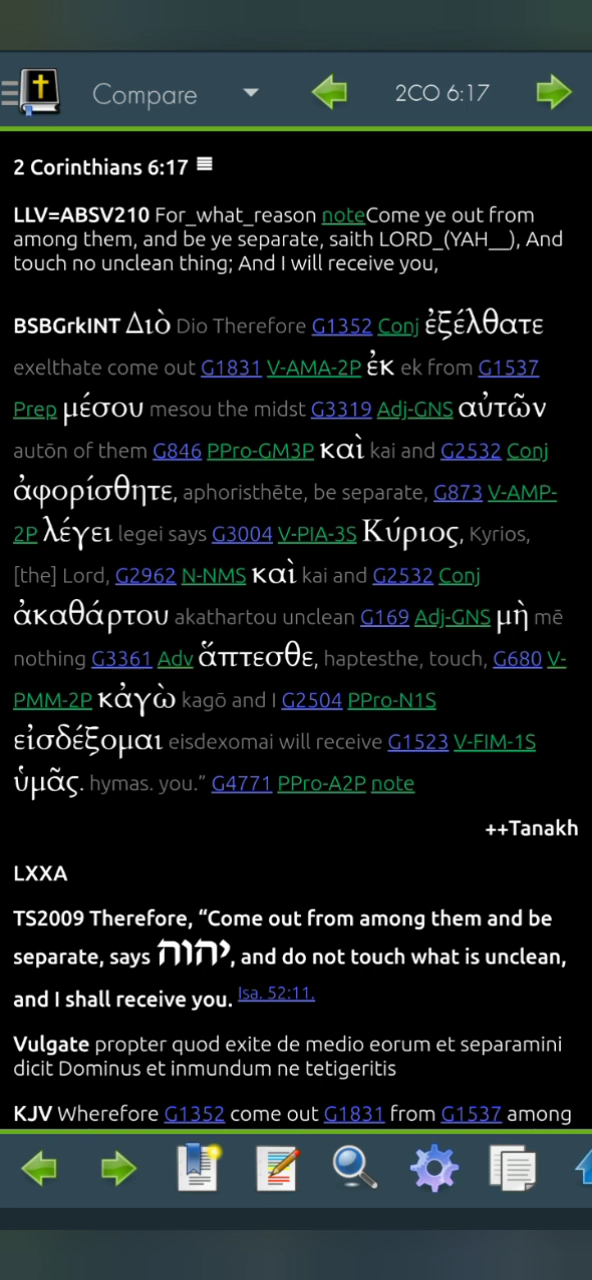 Compare
2CO 6:17
2 Corinthians 6:17
LLV=ABSV210 For_what_reason noteCome ye out from
among them, and be ye separate, saith LORD_(YAH__), And
touch no unclean thing; And I will receive you,
BSBGrkINT Διὸ Dio Therefore G1352 Conj ἐξέλθατε
exelthate come out G1831 V-AMA-2P ἐκ ek from G1537
Prep μέσου mesou the midst G3319 Adj-GNS αὐτῶν
autōn of them G846 PPro-GM3P καὶ kai and G2532 Conj
ἀφορίσθητε, aphoristhēte, be separate, G873 V-AMP-
2P λέγει legei says G3004 V-PIA-3S Κύριος, Kyrios,
[the] Lord, G2962 N-NMS καὶ kai and G2532 Conj
ἀκαθάρτου akathartou unclean G169 Adj-GNS μὴ mē
nothing G3361 Adv ἅπτεσθε, haptesthe, touch, G680 V-
PMM-2P κἀγὼ kagō and I G2504 PPro-N1S
εἰσδέξομαι eisdexomai will receive G1523 V-FIM-1S
ὑμᾶς. hymas. you.” G4771 PPro-A2P note
++Tanakh
LXXA
TS2009 Therefore, “Come out from among them and be
separate, says יהוה, and do not touch what is unclean,
and I shall receive you. Isa. 52:11.
Vulgate propter quod exite de medio eorum et separamini
dicit Dominus et inmundum ne tetigeritis
KJV Wherefore G1352 come out G1831 from G1537 among